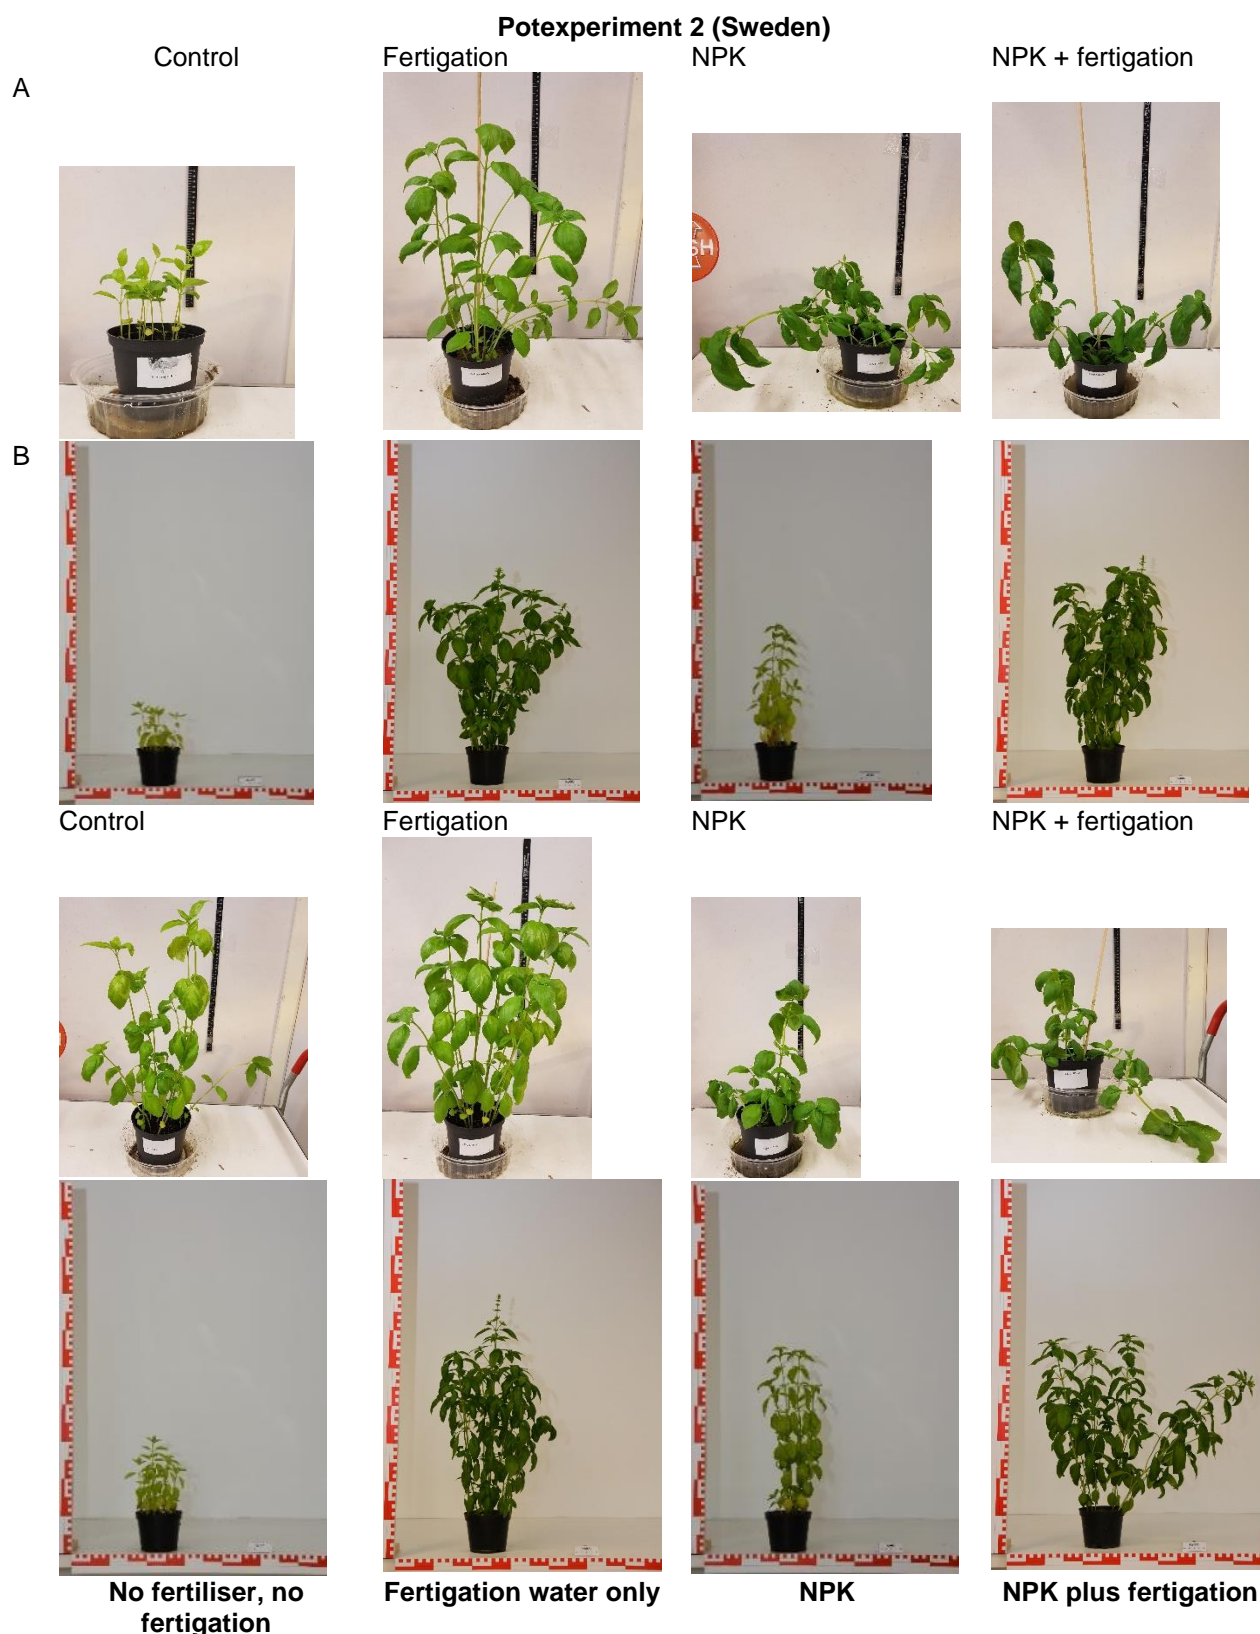 Potexperiment 2 (Sweden)
Control Fertigation NPK NPK + fertigation
A
SH
B
Control Fertigation NPK NPK + fertigation
No fertiliser, no fertigation
Fertigation water only
NPK
NPK plus fertigation